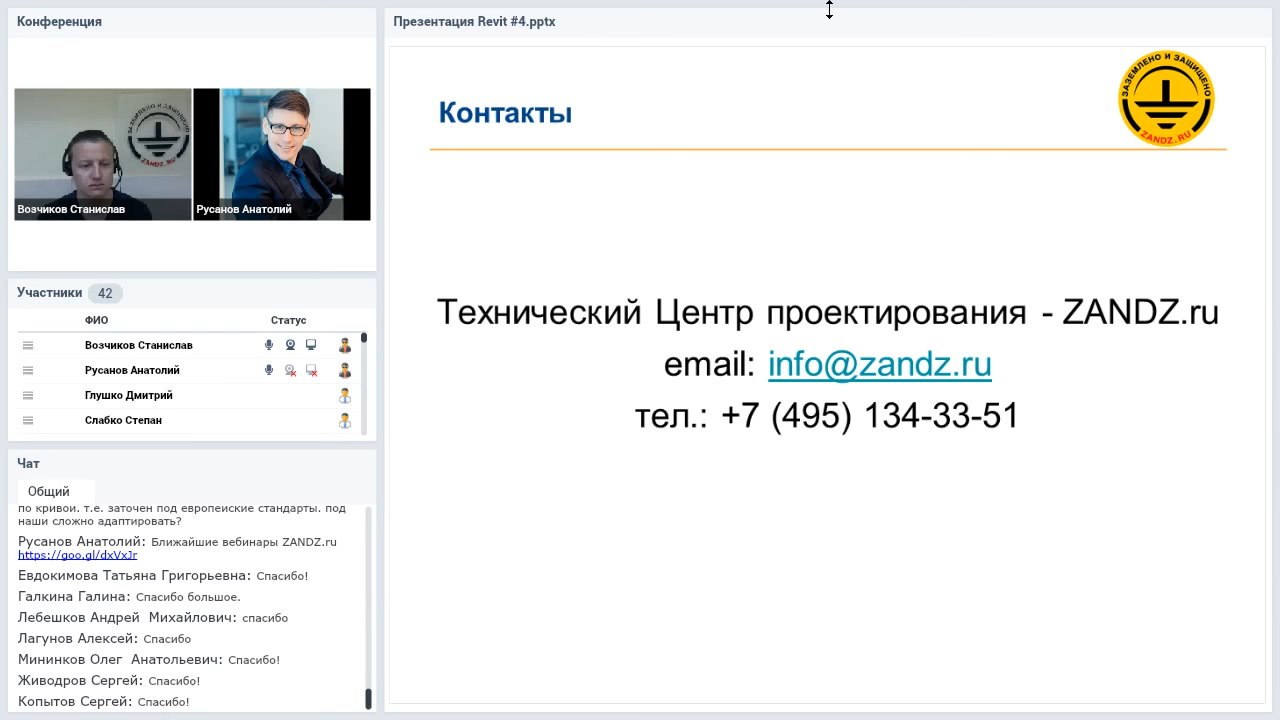 Конференция
Возчиков Станислав
Русанов Анатолий
Участники 42
ФИО Статус
Возчиков Станислав
Русанов Анатолий
Глушко Дмитрий
Слабко Степан
Чат
Общий
по кривой. т.е. заточен под европейские стандарты. под
наши сложно адаптировать?
Русанов Анатолий: Ближайшие вебинары ZANDZ.ru
https://goo.gl/dxVxJr
Евдокимова Татьяна Григорьевна: Спасибо!
Галкина Галина: Спасибо большое.
Лебешков Андрей Михайлович: спасибо
Лагунов Алексей: Спасибо
Мининков Олег Анатольевич: Спасибо!
Живодров Сергей: Спасибо!
Копытов Сергей: Спасибо!
Презентация Revit #4.pptx
ЗАЗЕМЛЕНО И ЗАЩИЩЕНО
ZANDZ.RU
Контакты
Технический Центр проектирования - ZANDZ.ru
email: info@zandz.ru
тел.: +7 (495) 134-33-51